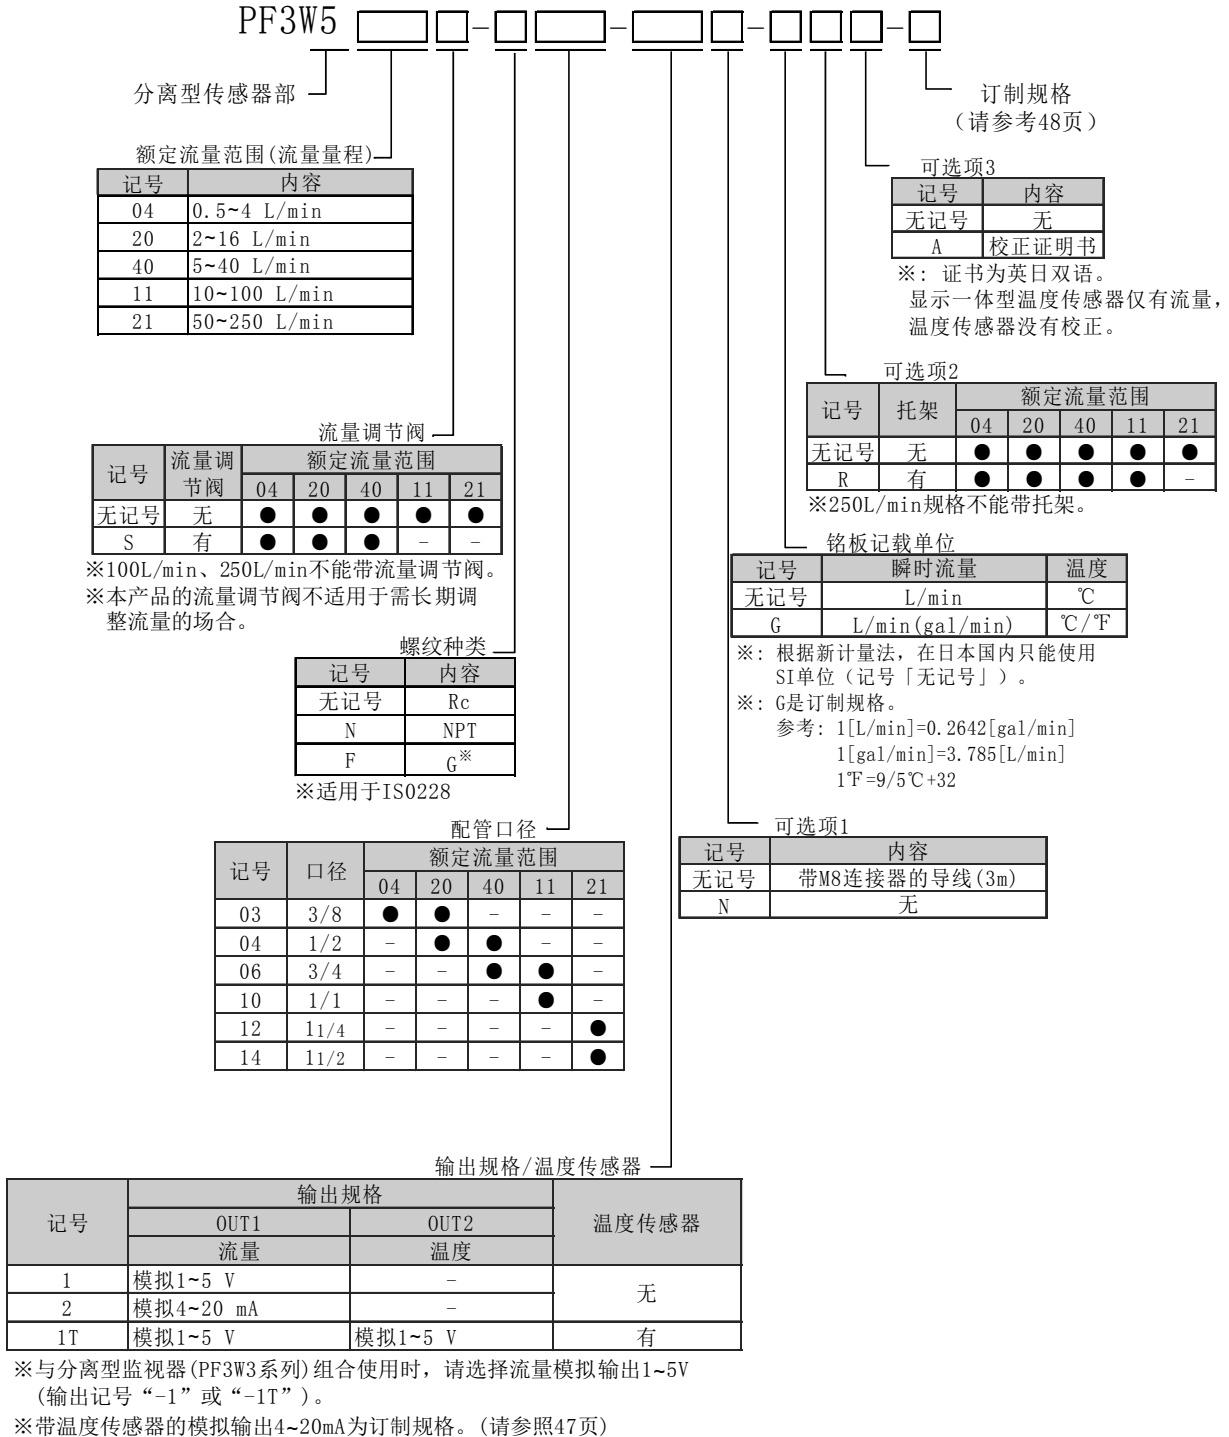 PF3W5 - - - -
分离型传感器部
订制规格
（请参考48页）
额定流量范围(流量量程)
记号 内容
04 0.5~4 L/min
20 2~16 L/min
40 5~40 L/min
11 10~100 L/min
21 50~250 L/min
可选项3
记号 内容
无记号 无
A 校正证明书
※: 证书为英日双语。
显示一体型温度传感器仅有流量，
温度传感器没有校正。
可选项2
记号 托架 额定流量范围
04 20 40 11 21
无记号 无 ● ● ● ● ●
R 有 ● ● ● ● −
※250L/min规格不能带托架。
流量调节阀
记号 流量调 额定流量范围
节阀 04 20 40 11 21
无记号 无 ● ● ● ● ●
S 有 ● ● ● − −
※100L/min、250L/min不能带流量调节阀。
※本产品的流量调节阀不适用于需长期调
整流量的场合。
铭板记载单位
记号 瞬时流量 温度
无记号 L/min ℃
G L/min(gal/min) ℃/℉
※: 根据新计量法，在日本国内只能使用
SI单位（记号「无记号」）。
※: G是订制规格。
参考: 1[L/min]=0.2642[gal/min]
1[gal/min]=3.785[L/min]
1℉=9/5℃+32
螺纹种类
记号 内容
无记号 Rc
N NPT
F G※
※适用于ISO228
配管口径
记号 口径 额定流量范围
04 20 40 11 21
03 3/8 ● ● − − −
04 1/2 − ● ● − −
06 3/4 − − ● ● −
10 1/1 − − − ● −
12 11/4 − − − − ●
14 11/2 − − − − ●
可选项1
记号 内容
无记号 带M8连接器的导线(3m)
N 无
输出规格/温度传感器
记号 输出规格 温度传感器
OUT1 OUT2
流量 温度
1 模拟1~5 V − 无
2 模拟4~20 mA −
1T 模拟1~5 V 模拟1~5 V 有
※与分离型监视器(PF3W3系列)组合使用时，请选择流量模拟输出1~5V
(输出记号“-1”或“-1T”)。
※带温度传感器的模拟输出4~20mA为订制规格。(请参照47页)